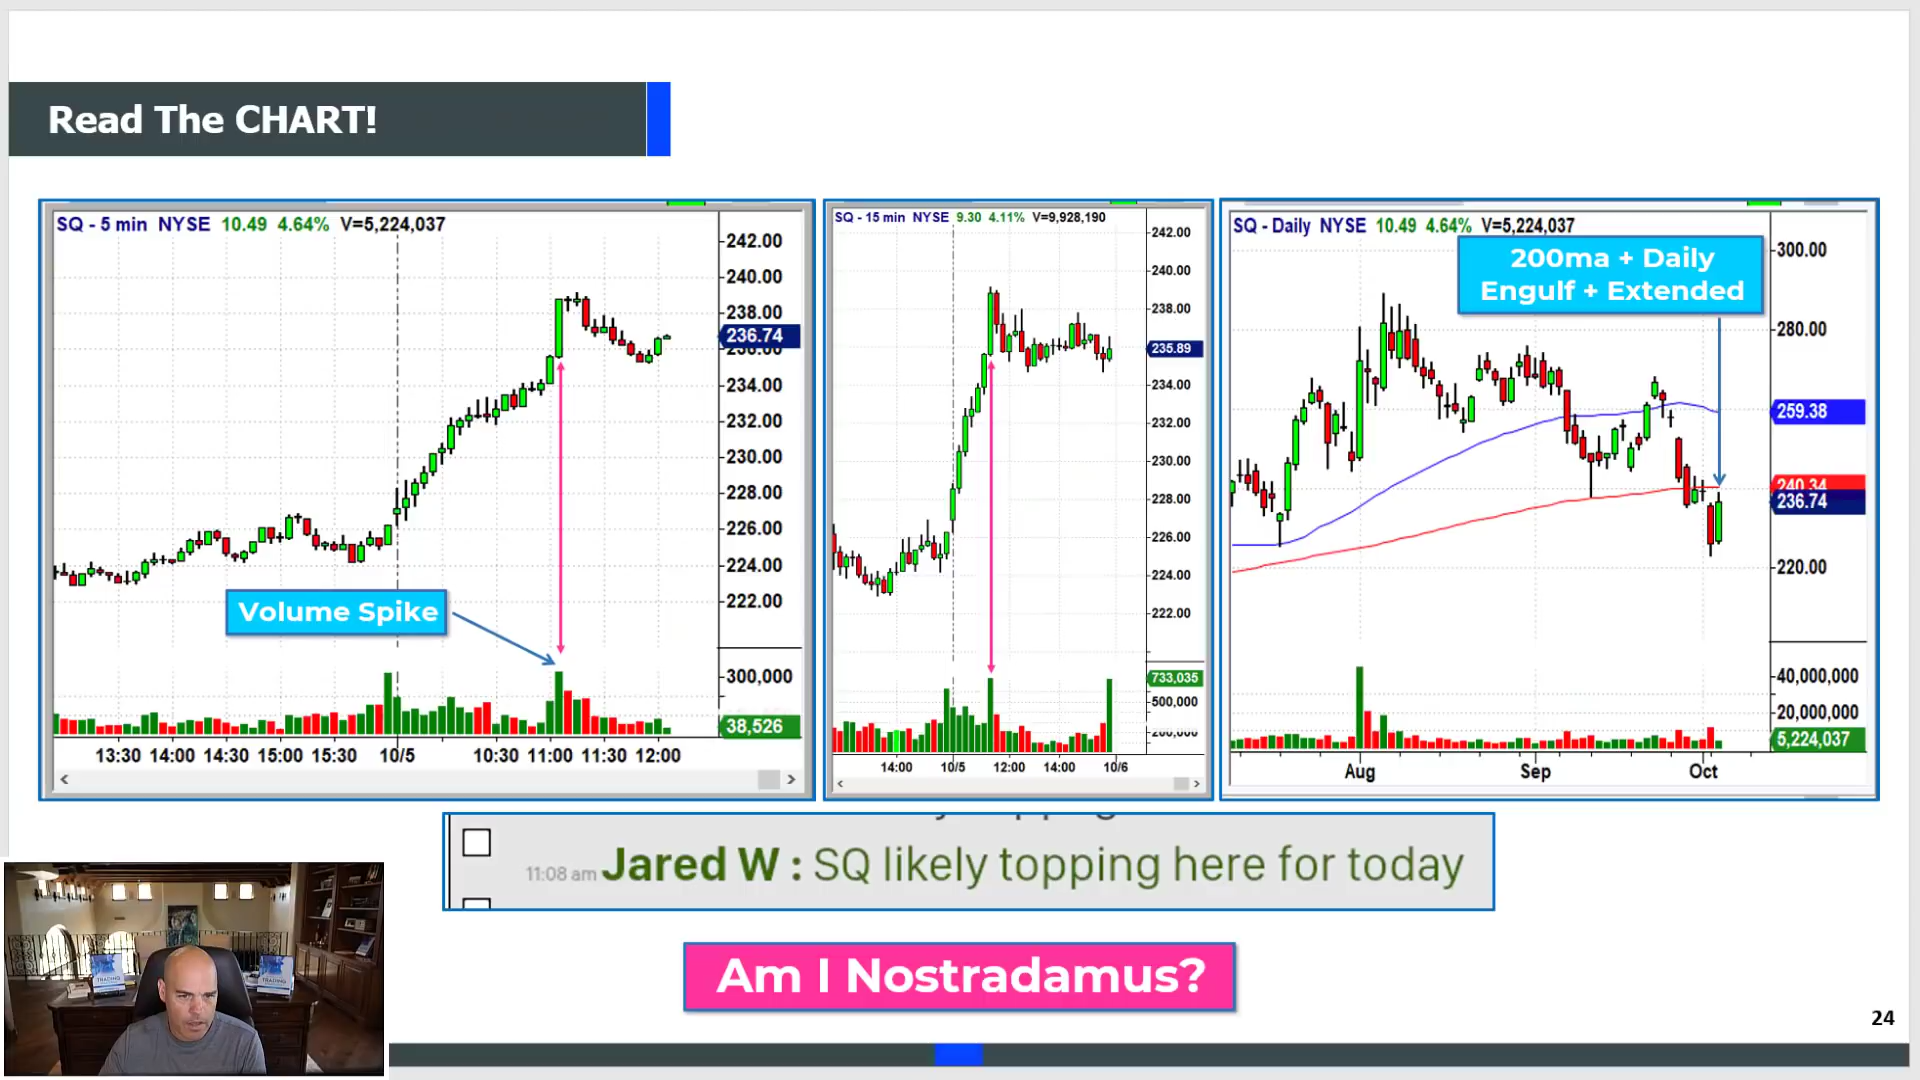 Read The CHART!
SQ - 5 min NYSE 10.49 4.64% V=5,224,037
242.00
240.00
238.00
236.74
236.00
234.00
232.00
230.00
228.00
226.00
224.00
222.00
Volume Spike
300,000
38,526
13:30 14:00 14:30 15:00 15:30 10/5 10:30 11:00 11:30 12:00
SQ - 15 min NYSE 9.30 4.11% V=9,928,190
242.00
240.00
238.00
235.89
234.00
232.00
230.00
228.00
226.00
224.00
222.00
733,035
500,000
200,000
14:00 10/5 12:00 14:00 10/6
SQ - Daily NYSE 10.49 4.64% V=5,224,037
200ma + Daily
Engulf + Extended
300.00
280.00
259.38
240.34
236.74
220.00
40,000,000
20,000,000
5,224,037
Aug Sep Oct
11:08 am Jared W : SQ likely topping here for today
Am I Nostradamus?
TRADING
TRADING
24